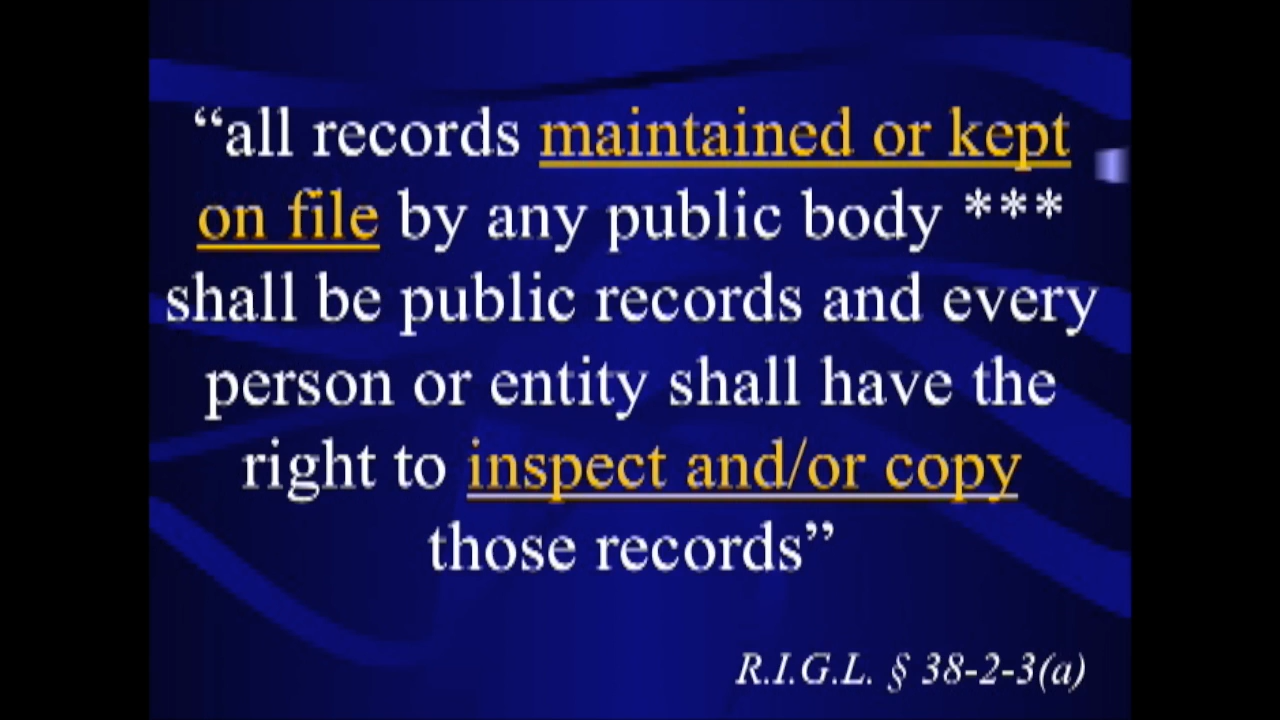 “all records maintained or kept
on file by any public body ***
shall be public records and every
person or entity shall have the
right to inspect and/or copy
those records”
R.I.G.L. § 38-2-3(a)